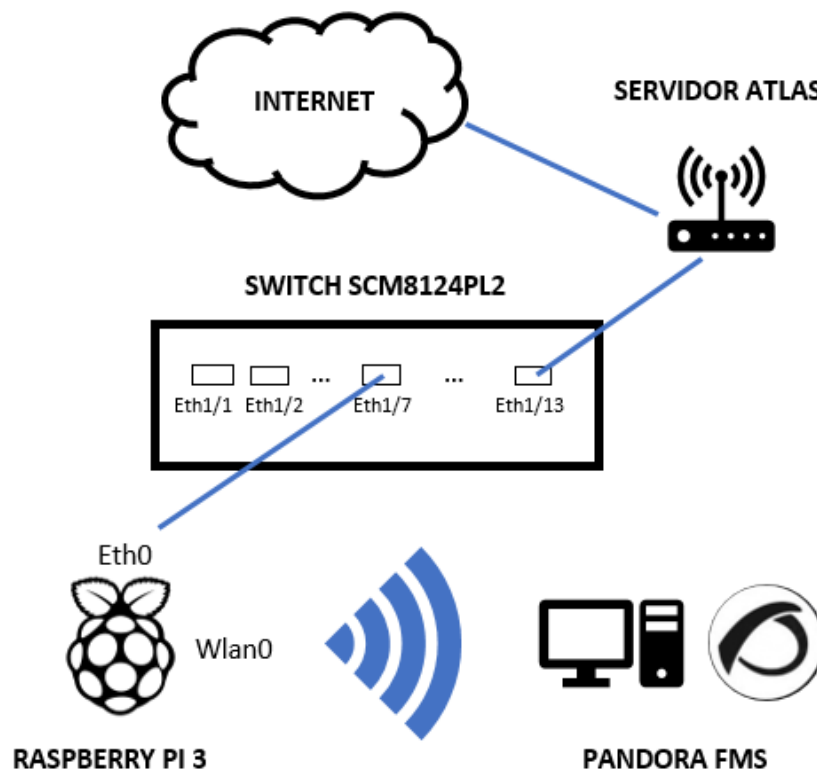 INTERNET
SERVIDOR ATLAS
SWITCH SCM8124PL2
... ...
Eth1/1 Eth1/2 Eth1/7 Eth1/13
Eth0
Wlan0
RASPBERRY PI 3
PANDORA FMS